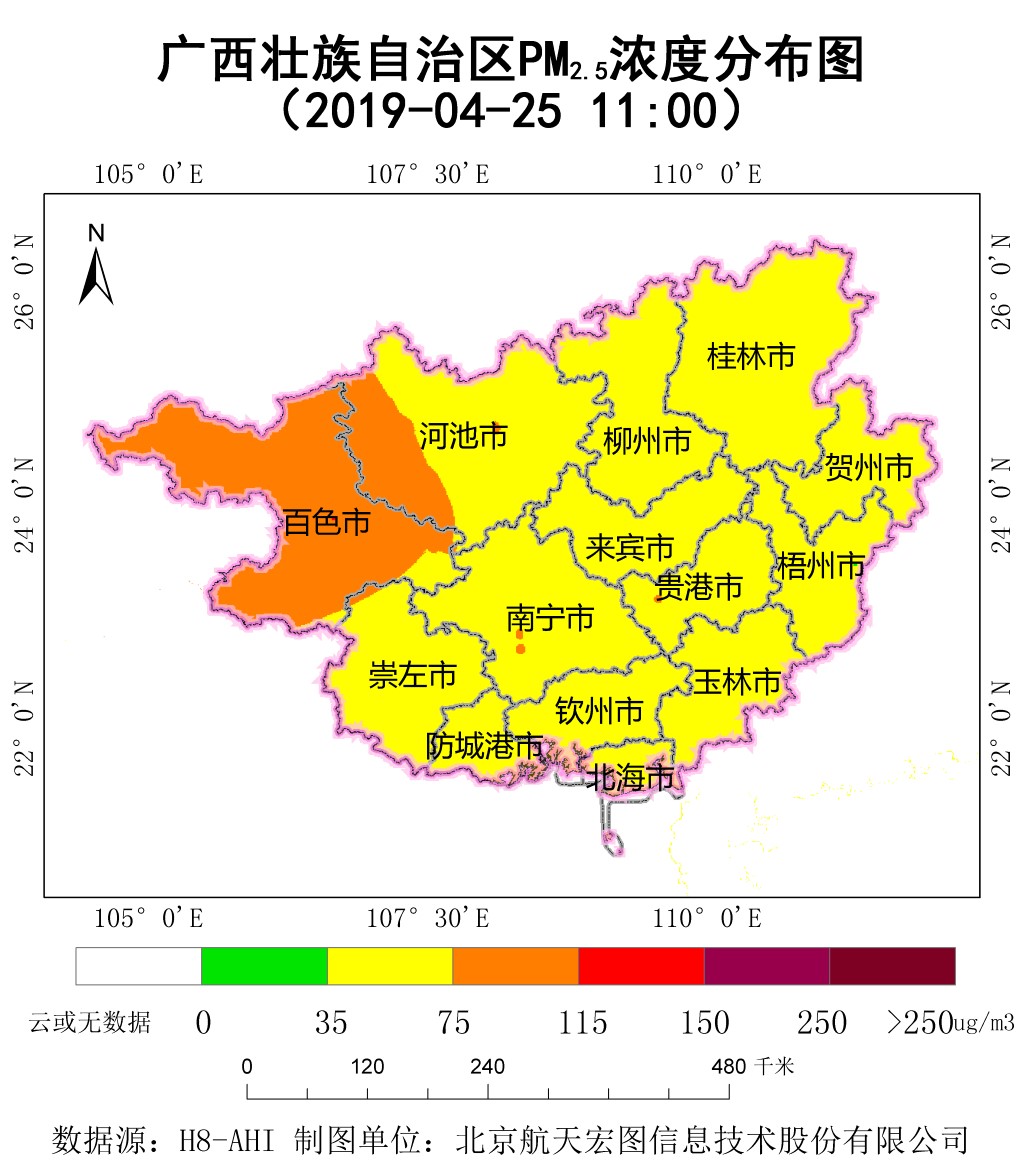 广西壮族自治区PM2.5浓度分布图
(2019-04-25 11:00)
105° 0'E 107° 30'E 110° 0'E
N
26° 0'N 26° 0'N
桂林市
河池市 柳州市
贺州市
24° 0'N 24° 0'N
百色市
来宾市
梧州市
贵港市
南宁市
崇左市 玉林市
22° 0'N 22° 0'N
钦州市
防城港市
北海市
105° 0'E 107° 30'E 110° 0'E
云或无数据 0 35 75 115 150 250 >250ug/m3
0 120 240 480 千米
数据源: H8-AHI 制图单位: 北京航天宏图信息技术股份有限公司